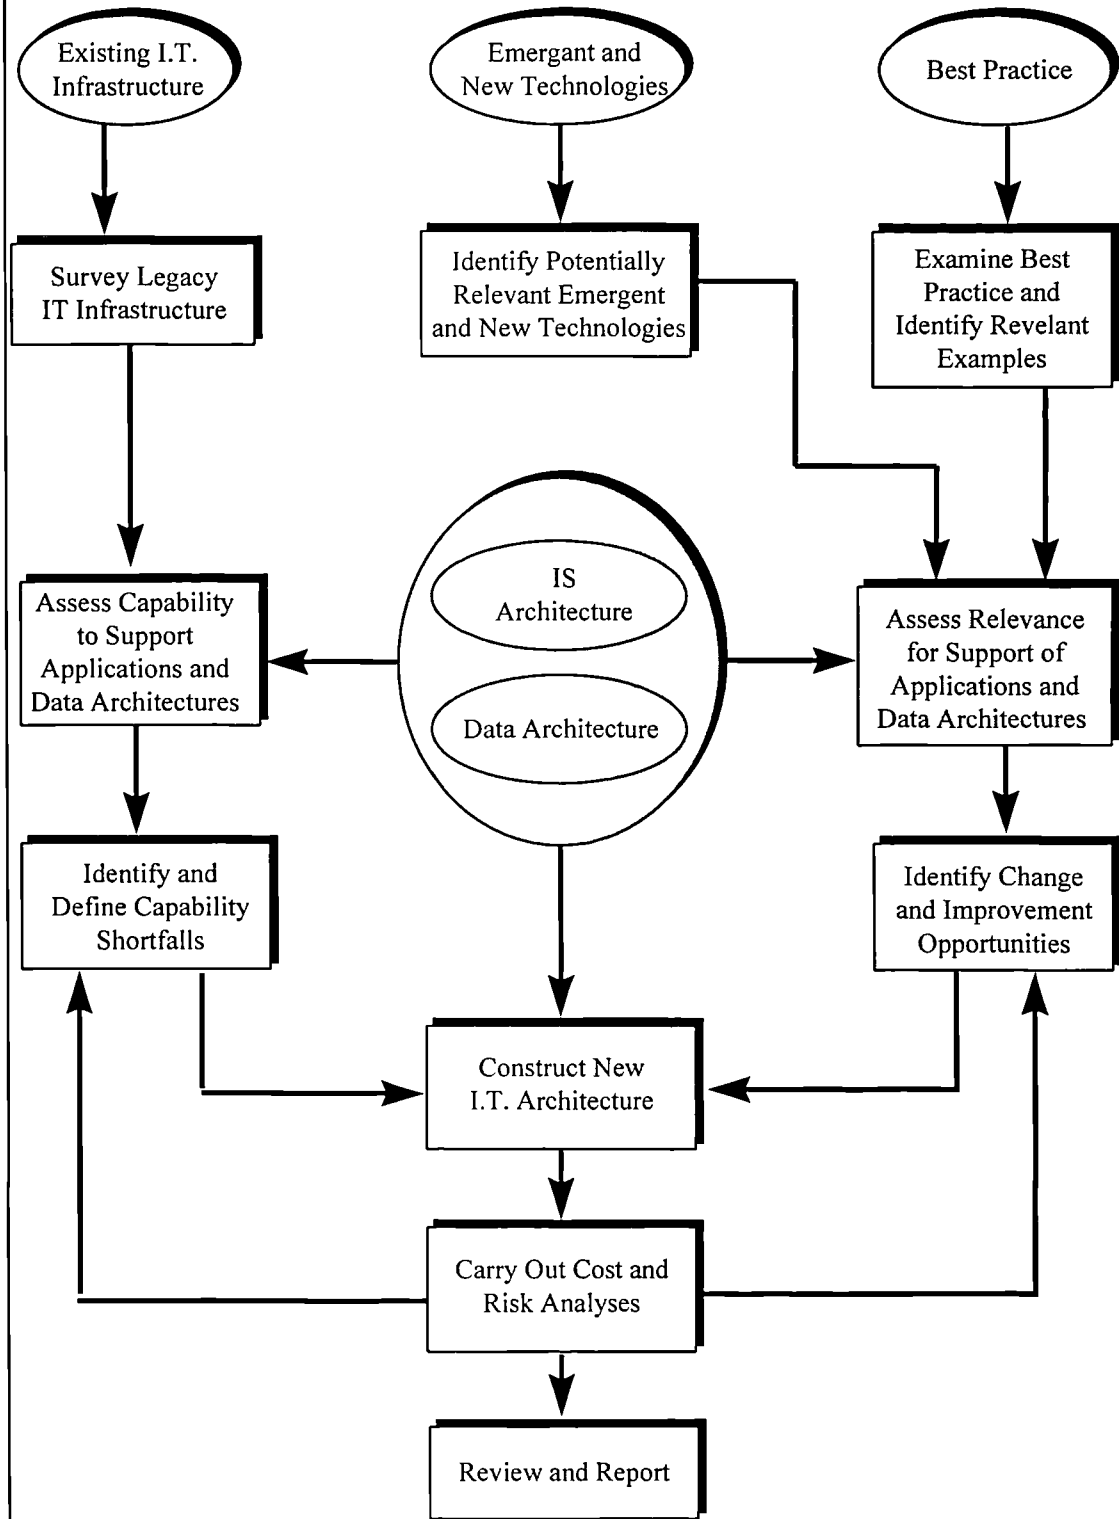 Existing I.T.
Infrastructure
Emergant and
New Technologies
Best Practice
Survey Legacy
IT Infrastructure
Identify Potentially
Relevant Emergent
and New Technologies
Examine Best
Practice and
Identify Revelant
Examples
IS
Architecture
Data Architecture
Assess Capability
to Support
Applications and
Data Architectures
Assess Relevance
for Support of
Applications and
Data Architectures
Identify and
Define Capability
Shortfalls
Identify Change
and Improvement
Opportunities
Construct New
I.T. Architecture
Carry Out Cost and
Risk Analyses
Review and Report